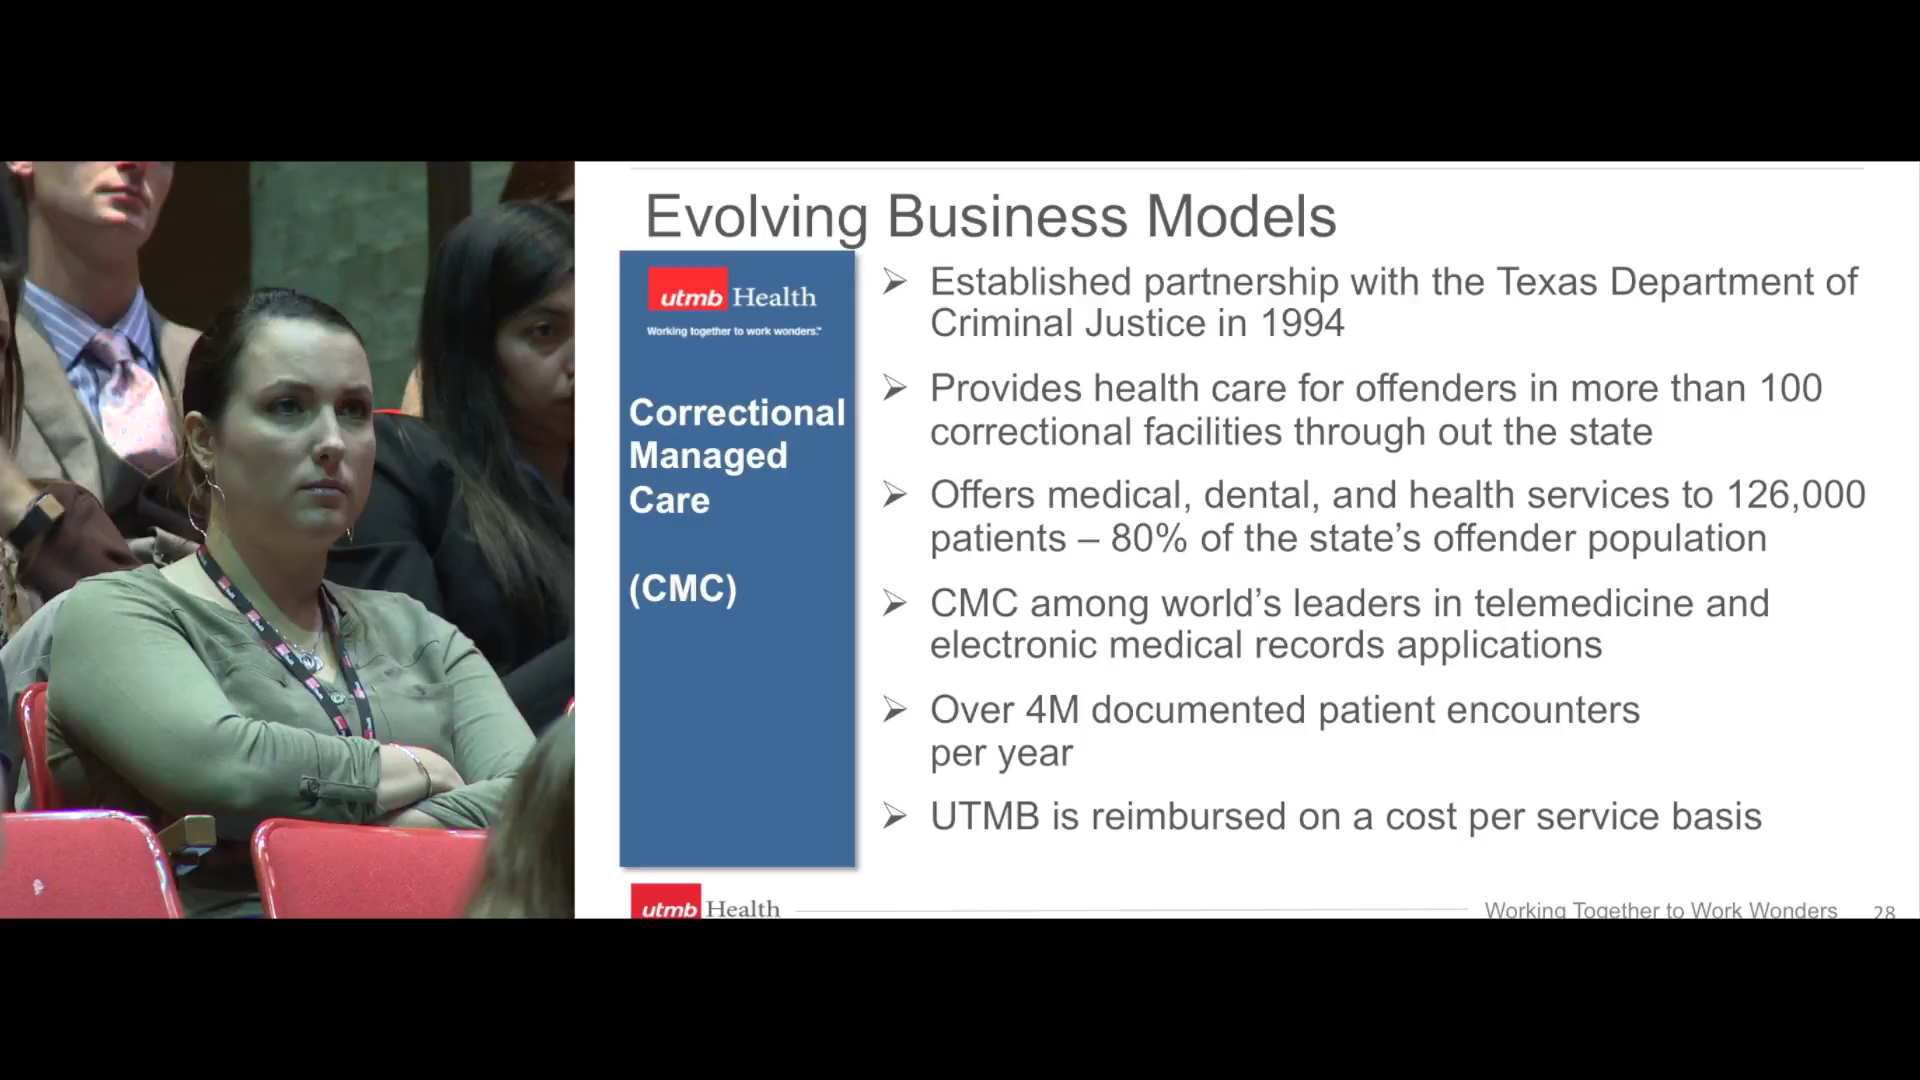 Evolving Business Models
utmb Health
Working together to work wonders.™
Correctional
Managed
Care
(CMC)
➢ Established partnership with the Texas Department of
Criminal Justice in 1994
➢ Provides health care for offenders in more than 100
correctional facilities through out the state
➢ Offers medical, dental, and health services to 126,000
patients – 80% of the state’s offender population
➢ CMC among world’s leaders in telemedicine and
electronic medical records applications
➢ Over 4M documented patient encounters
per year
➢ UTMB is reimbursed on a cost per service basis
utmb Health
Working Together to Work Wonders 28